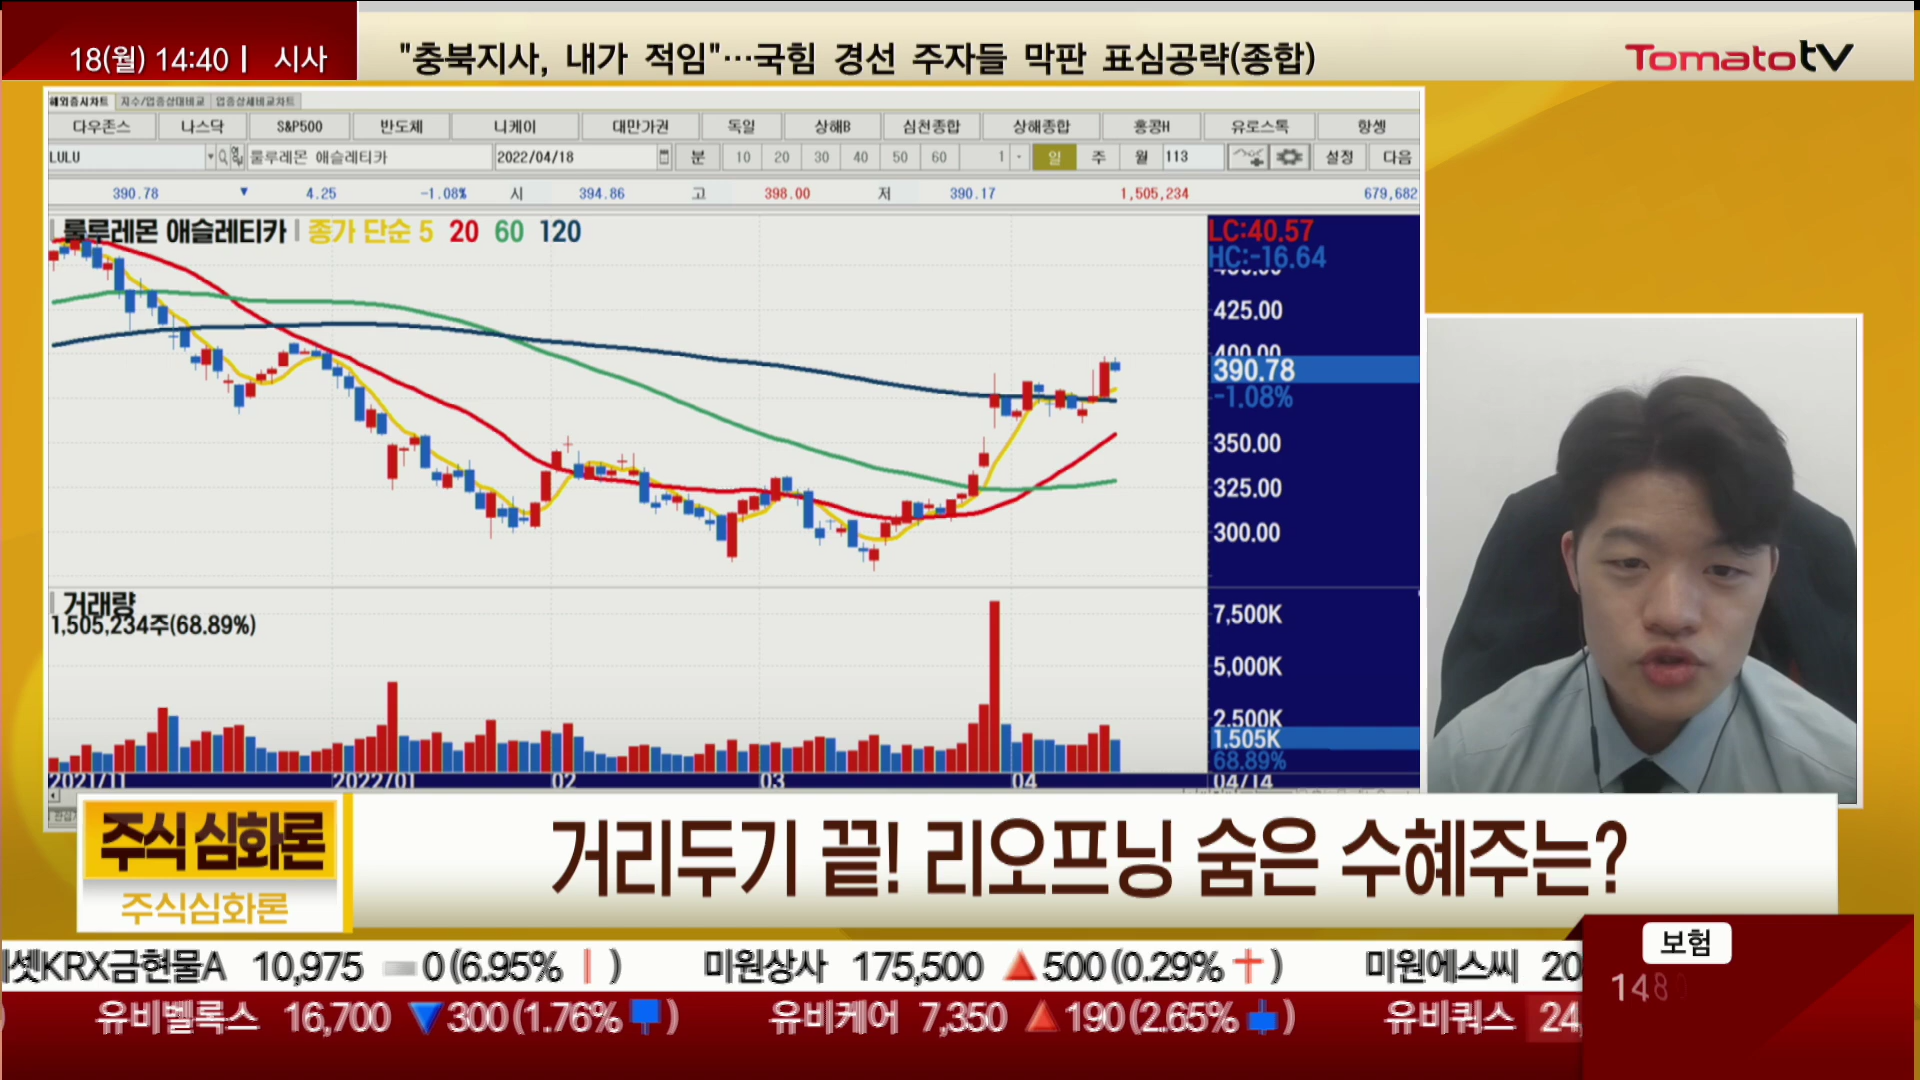 18(월) 14:40 | 시사
"충북지사, 내가 적임"…국힘 경선 주자들 막판 표심공략(종합)
TomatoTV
해외증시차트 지수/업종상대비교 업종상세비교차트
다우존스 나스닥 S&P500 반도체 니케이 대만가권 독일 상해B 심천종합 상해종합 홍콩H 유로스톡 항셍
LULU 룰루레몬 애슬레티카 2022/04/18 분 10 20 30 40 50 60 1 일 주 월 113 설정 다음
390.78 ▼ 4.25 -1.08% 시 394.86 고 398.00 저 390.17 1,505,234 679,682
룰루레몬 애슬레티카 종가 단순 5 20 60 120
LC:40.57
HC:-16.64
425.00
400.00
390.78
-1.08%
350.00
325.00
300.00
거래량
1,505,234주(68.89%)
7,500K
5,000K
2,500K
1,505K
68.89%
2021/11 2022/01 02 03 04 04/14
주식 심화론
주식심화론
거리두기 끝! 리오프닝 숨은 수혜주는?
셋KRX금현물A 10,975 0(6.95% ) 미원상사 175,500 ▲500(0.29% ) 미원에스씨 20
유비벨록스 16,700 ▼300(1.76% ) 유비케어 7,350 ▲190(2.65% ) 유비쿼스 24,
보험
148